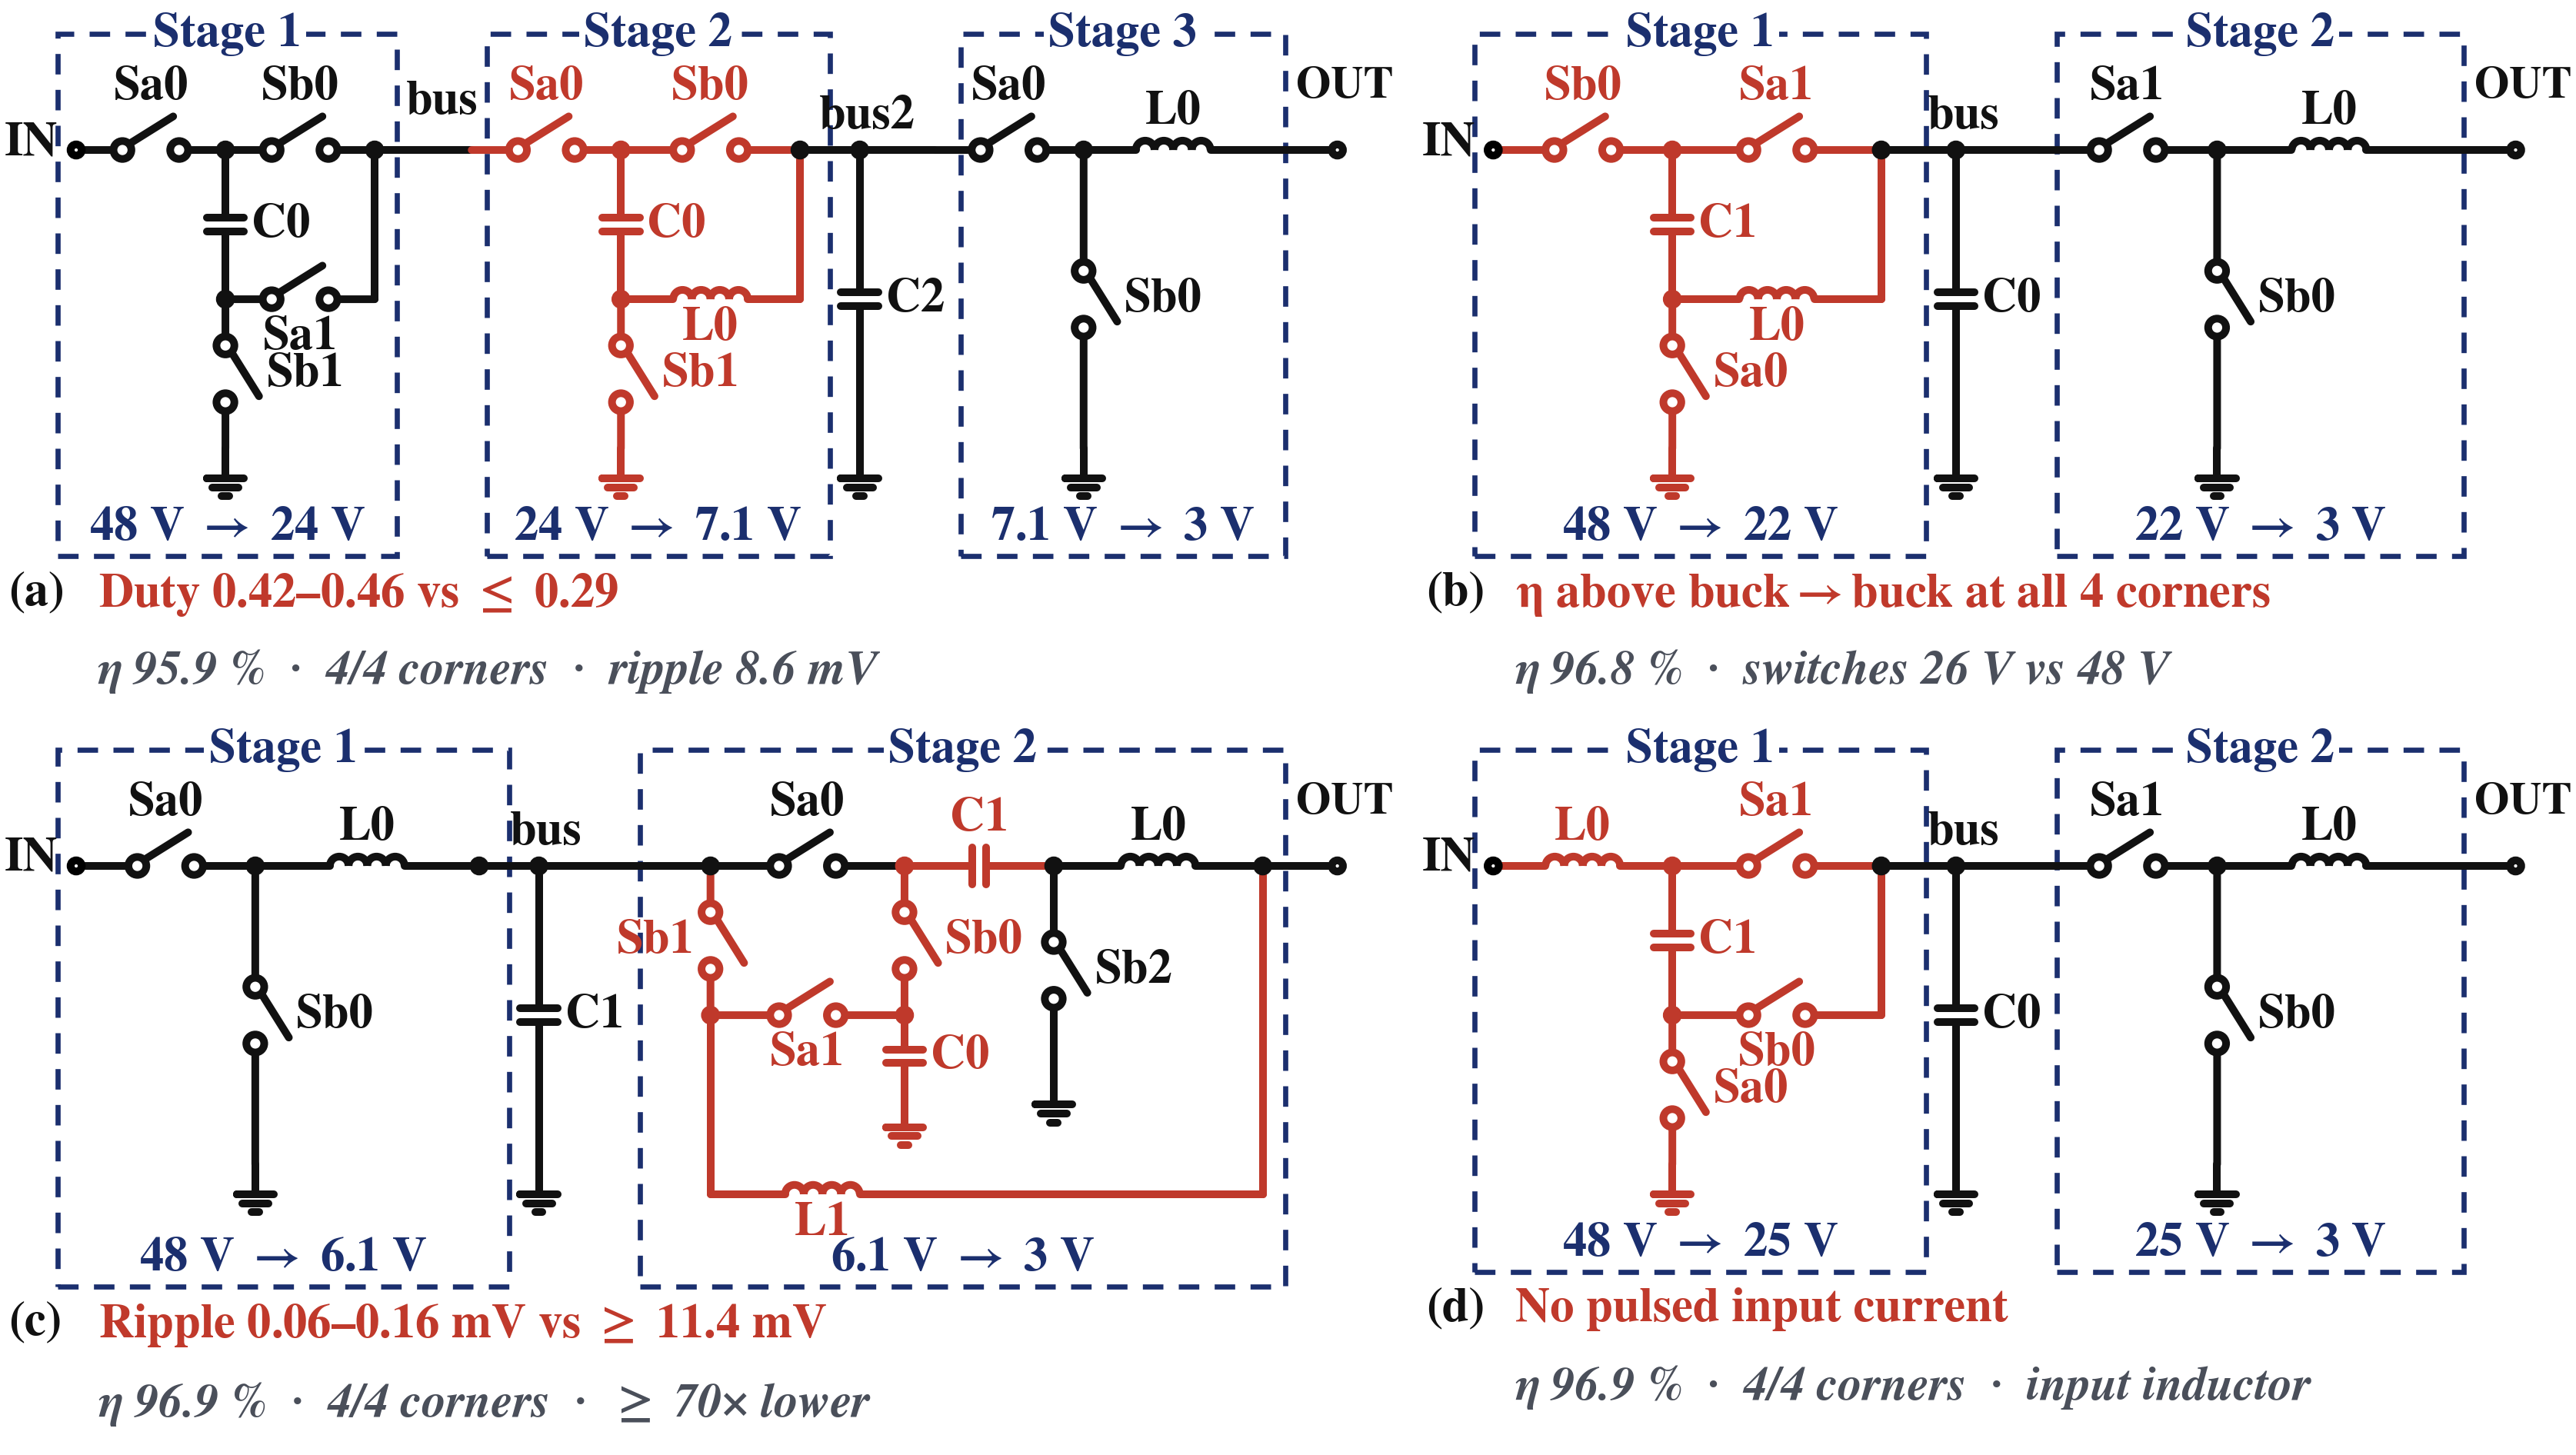 Stage 1
Stage 2
Stage 3
Sa0
Sb0
bus
Sa0
Sb0
bus2
Sa0
L0
OUT
IN
C0
Sa1
Sb1
C0
L0
Sb1
C2
Sb0
48 V → 24 V
24 V → 7.1 V
7.1 V → 3 V
(a) Duty 0.42–0.46 vs ≤ 0.29
η 95.9 % · 4/4 corners · ripple 8.6 mV
Stage 1
Stage 2
Sb0
Sa1
bus
Sa1
L0
OUT
IN
C1
L0
Sa0
C0
Sb0
48 V → 22 V
22 V → 3 V
(b) η above buck→buck at all 4 corners
η 96.8 % · switches 26 V vs 48 V
Stage 1
Stage 2
Sa0
L0
bus
Sa0
C1
L0
OUT
IN
Sb1
Sb0
Sb2
Sb0
C1
Sa1
C0
L1
48 V → 6.1 V
6.1 V → 3 V
(c) Ripple 0.06–0.16 mV vs ≥ 11.4 mV
η 96.9 % · 4/4 corners · ≥ 70× lower
Stage 1
Stage 2
L0
Sa1
bus
Sa1
L0
OUT
IN
C1
Sb0
Sa0
C0
Sb0
48 V → 25 V
25 V → 3 V
(d) No pulsed input current
η 96.9 % · 4/4 corners · input inductor